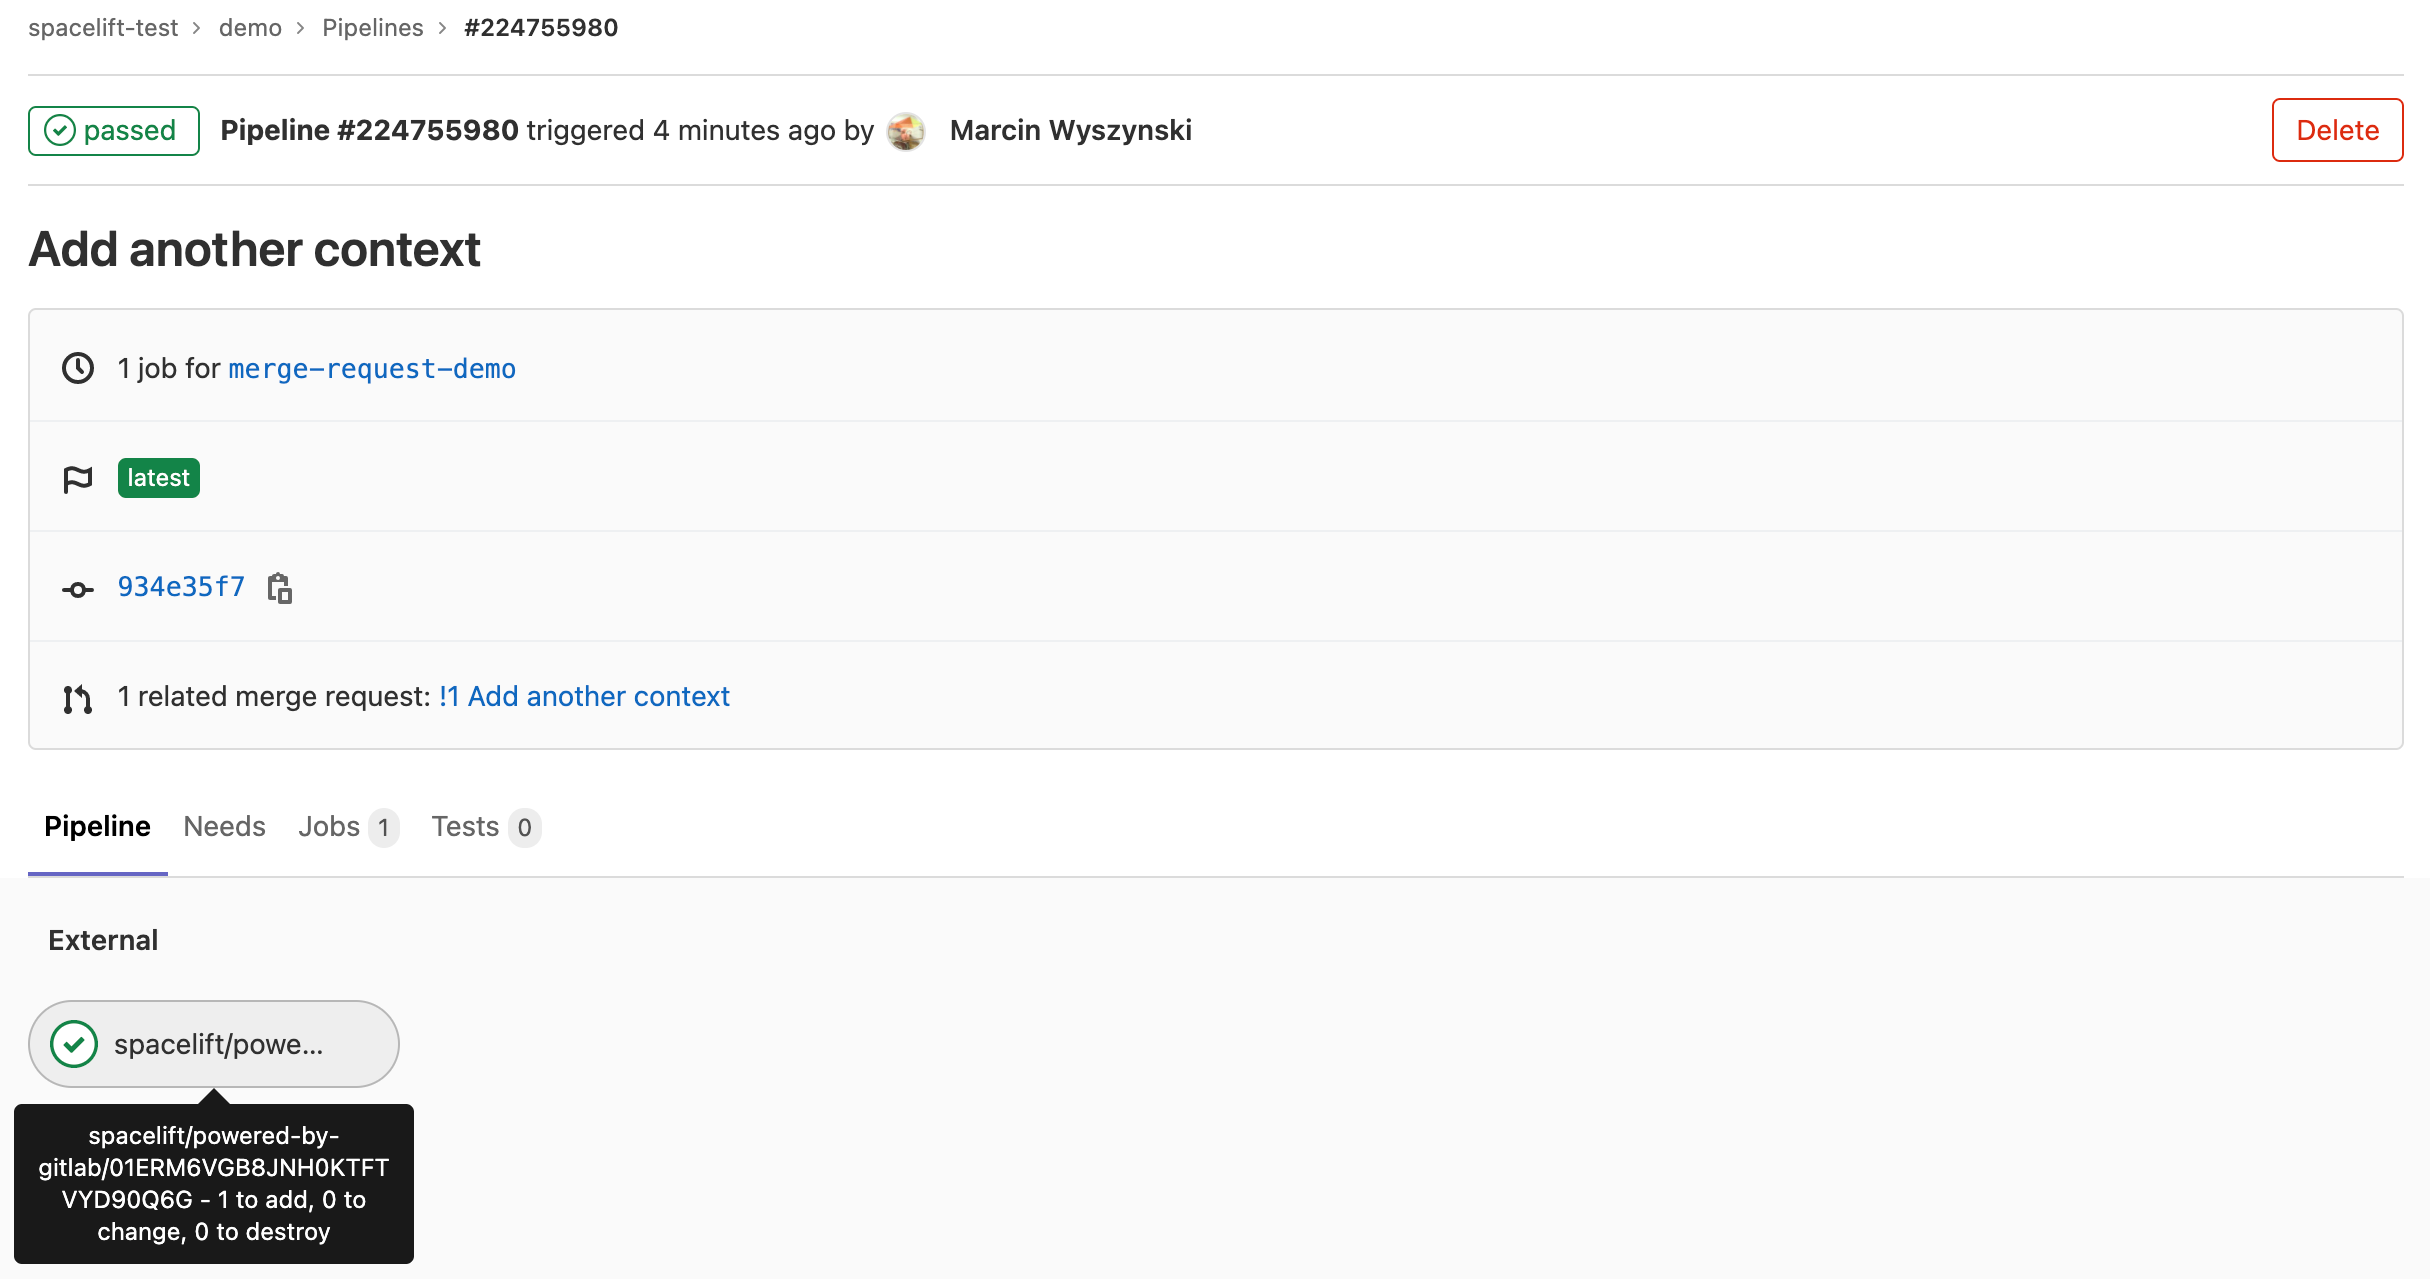 spacelift-test › demo › Pipelines › #224755980
passed Pipeline #224755980 triggered 4 minutes ago by Marcin Wyszynski Delete
Add another context
1 job for merge-request-demo
latest
934e35f7
1 related merge request: !1 Add another context
Pipeline Needs Jobs 1 Tests 0
External
spacelift/powe...
spacelift/powered-by-
gitlab/01ERM6VGB8JNH0KTFT
VYD90Q6G - 1 to add, 0 to
change, 0 to destroy